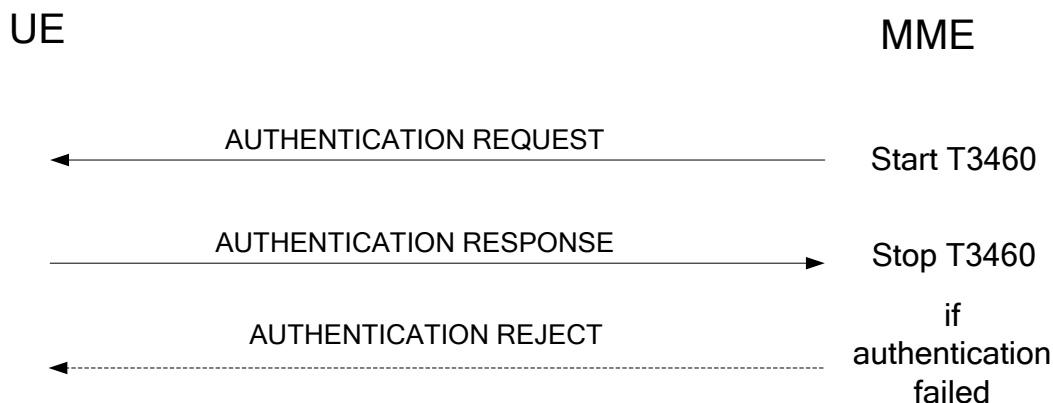 UE
MME
AUTHENTICATION REQUEST
Start T3460
AUTHENTICATION RESPONSE
Stop T3460
AUTHENTICATION REJECT
if
authentication
failed